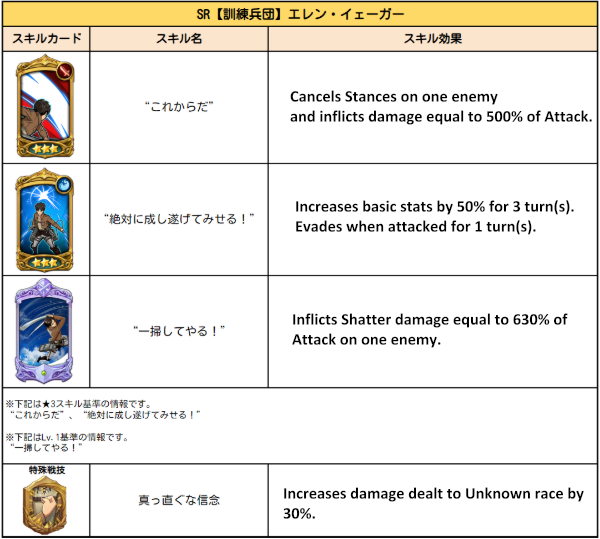 SR【訓練兵団】エレン・イェーガー
スキルカード スキル名 スキル効果
“これからだ”
Cancels Stances on one enemy
and inflicts damage equal to 500% of Attack.
“絶対に成し遂げてみせる！”
Increases basic stats by 50% for 3 turn(s).
Evades when attacked for 1 turn(s).
“一掃してやる！”
Inflicts Shatter damage equal to 630% of
Attack on one enemy.
※下記は★3スキル基準の情報です。
“これからだ”、“絶対に成し遂げてみせる！”
※下記はLv.1基準の情報です。
“一掃してやる！”
特殊戦技
真っ直ぐな信念
Increases damage dealt to Unknown race by
30%.